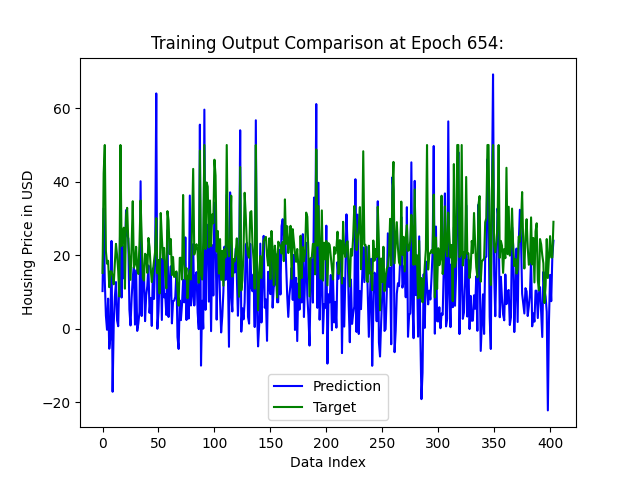 Training Output Comparison at Epoch 654:
Housing Price in USD
60
40
20
0
−20
0 50 100 150 200 250 300 350 400
Data Index
Prediction
Target